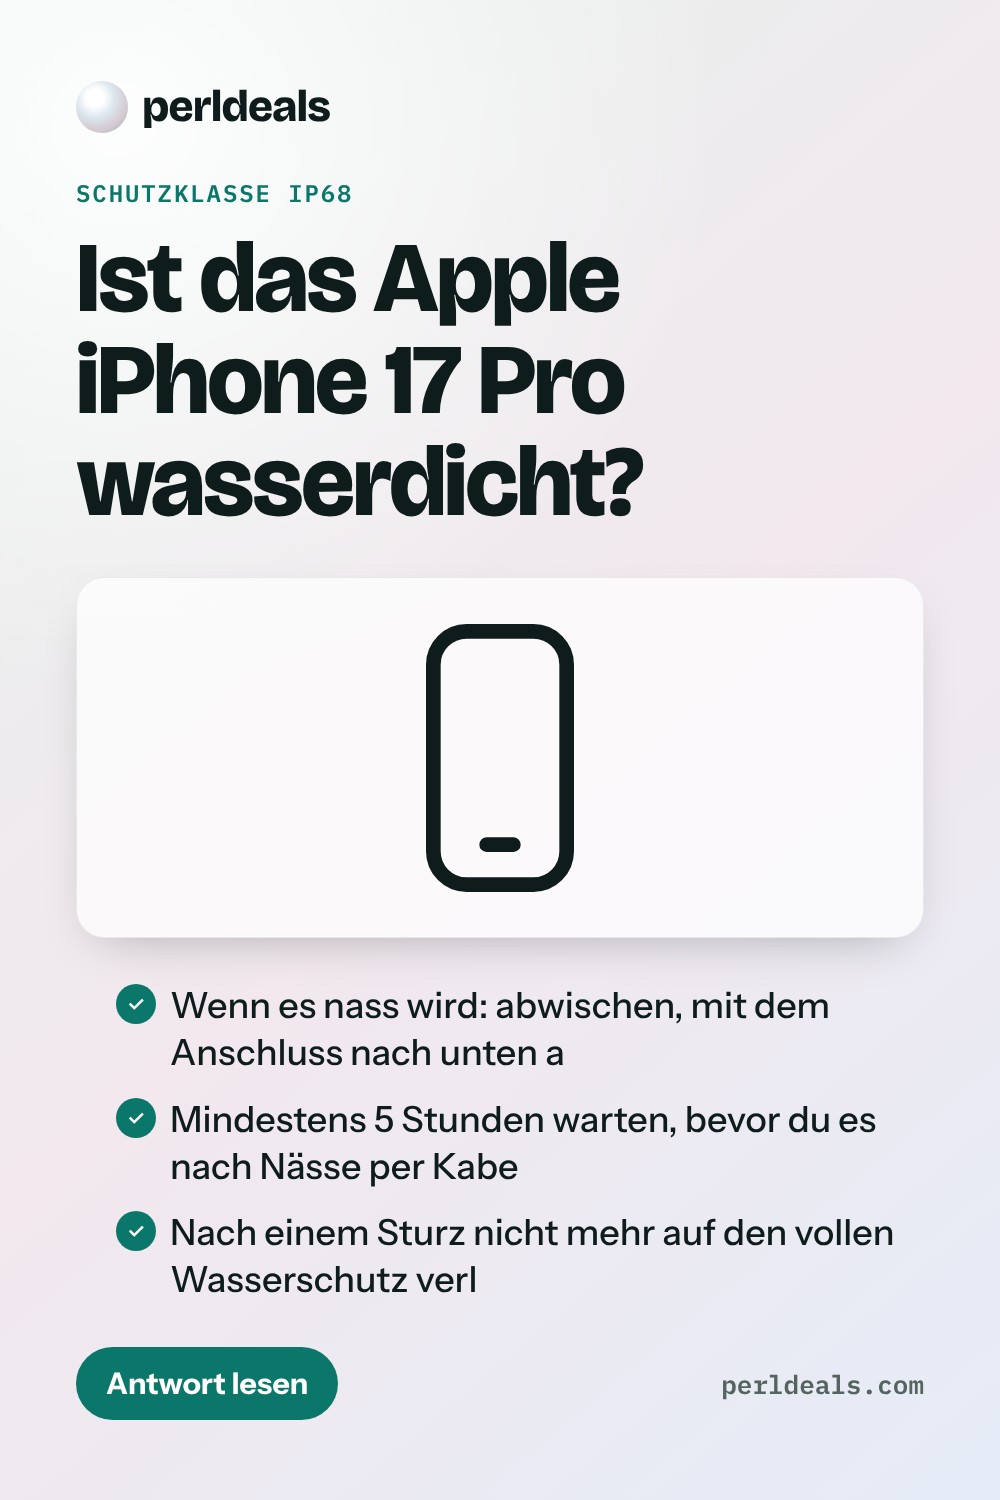 perldeals
SCHUTZKLASSE IP68
Ist das Apple
iPhone 17 Pro
wasserdicht?
Wenn es nass wird: abwischen, mit dem
Anschluss nach unten a
Mindestens 5 Stunden warten, bevor du es
nach Nässe per Kabe
Nach einem Sturz nicht mehr auf den vollen
Wasserschutz verl
Antwort lesen
perldeals.com